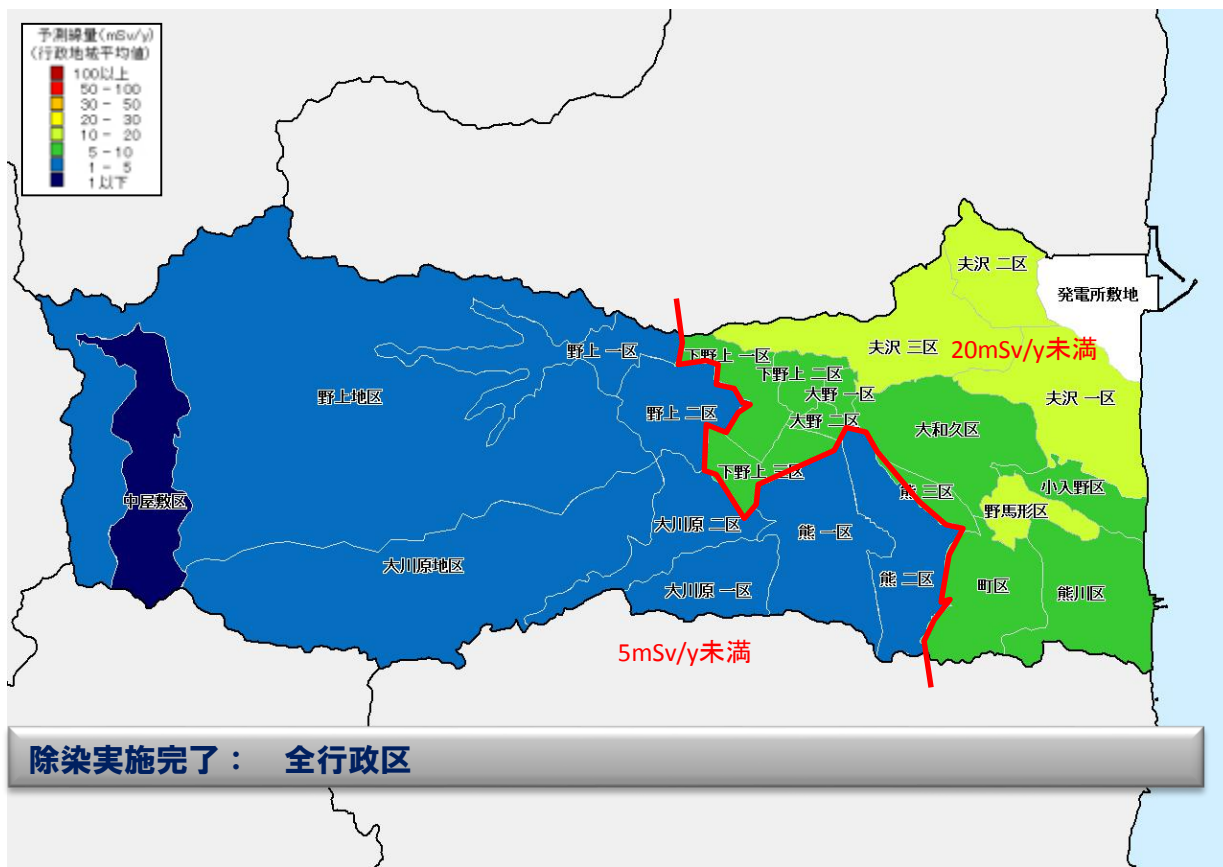 予測線量(mSv/y)
(行政地域平均値)
100以上
50-100
30-50
20-30
10-20
5-10
1-5
1以下
夫沢 二区
発電所敷地
夫沢 三区
20mSv/y未満
夫沢 一区
野上 一区
下野上 一区
下野上 二区
大野 一区
大野 二区
野上地区
野上 二区
大和久区
下野上 三区
熊 三区
小入野区
中屋敷区
野馬形区
大川原 二区
熊 一区
大川原地区
大川原 一区
熊 二区
町区
熊川区
5mSv/y未満
除染実施完了： 全行政区